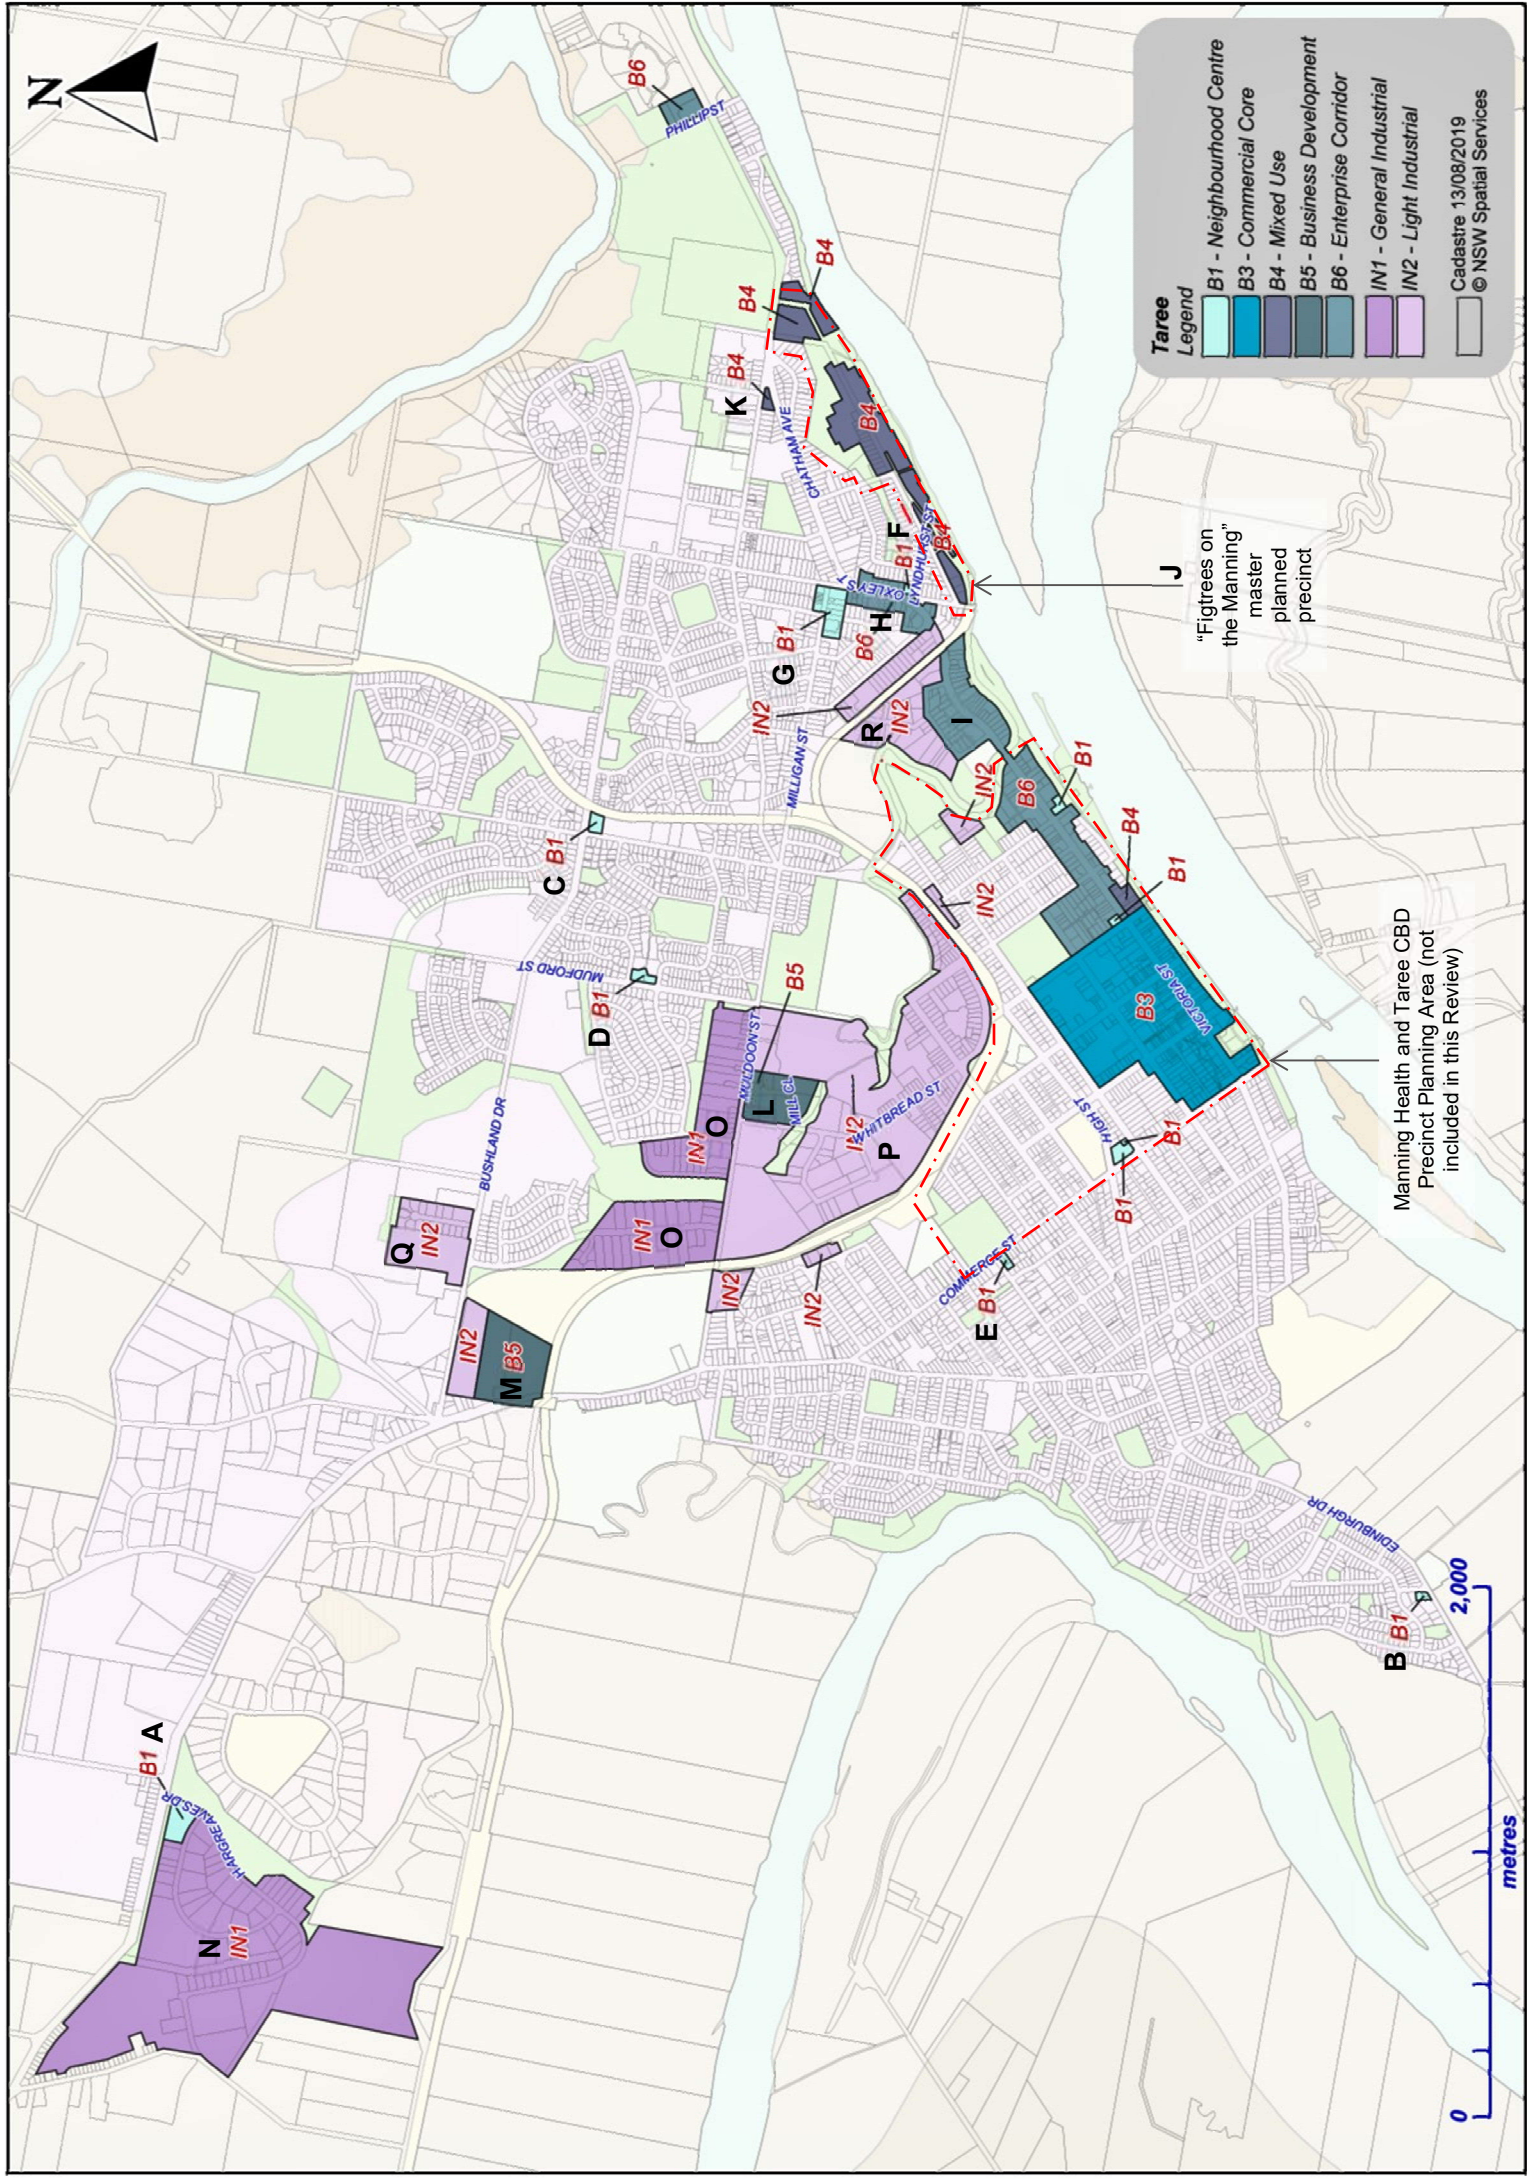 N
B6
PHILLIP ST
B4
B4
K
B4
CHATHAM AVE
B4
F
B1
LYNDHURST ST
B4
OXLEY ST
H
B6
B1
G
IN2
R
IN2
I
MILLIGAN ST
J
"Figtrees on
the Manning"
master
planned
precinct
IN2
B6
B1
B4
B1
IN2
C
B1
MUDFORD ST
B1
D
B5
MULDOON ST
L
MILL CL
O
IN1
IN2
WHITBREAD ST
P
B3
VICTORIA ST
HIGH ST
B1
B1
Manning Health and Taree CBD
Precinct Planning Area (not
included in this Review)
BUSHLAND DR
Q
IN2
IN1
O
IN2
IN2
COMMERCE ST
B1
E
IN2
B5
M
EDINBURGH DR
B1
B
A
B1
HARGREAVES DR
N
IN1
0
2,000
metres
Taree
Legend
B1 - Neighbourhood Centre
B3 - Commercial Core
B4 - Mixed Use
B5 - Business Development
B6 - Enterprise Corridor
IN1 - General Industrial
IN2 - Light Industrial
Cadastre 13/08/2019
© NSW Spatial Services